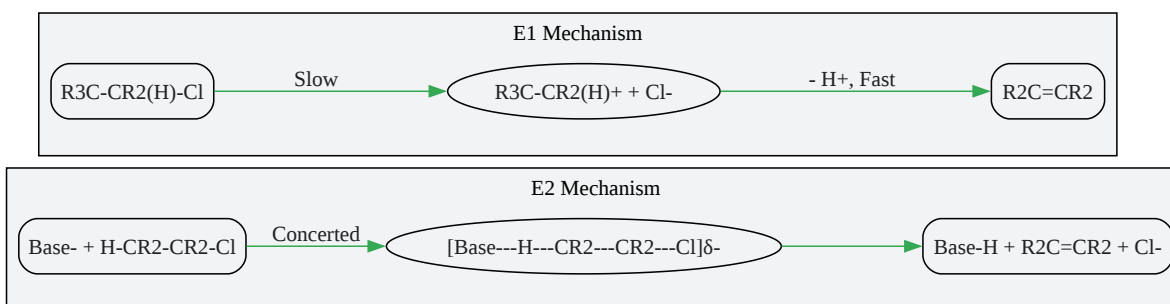 E1 Mechanism
R3C-CR2(H)-Cl
Slow
R3C-CR2(H)+ + Cl-
- H+, Fast
R2C=CR2
E2 Mechanism
Base- + H-CR2-CR2-Cl
Concerted
[Base---H---CR2---CR2---Cl]δ-
Base-H + R2C=CR2 + Cl-